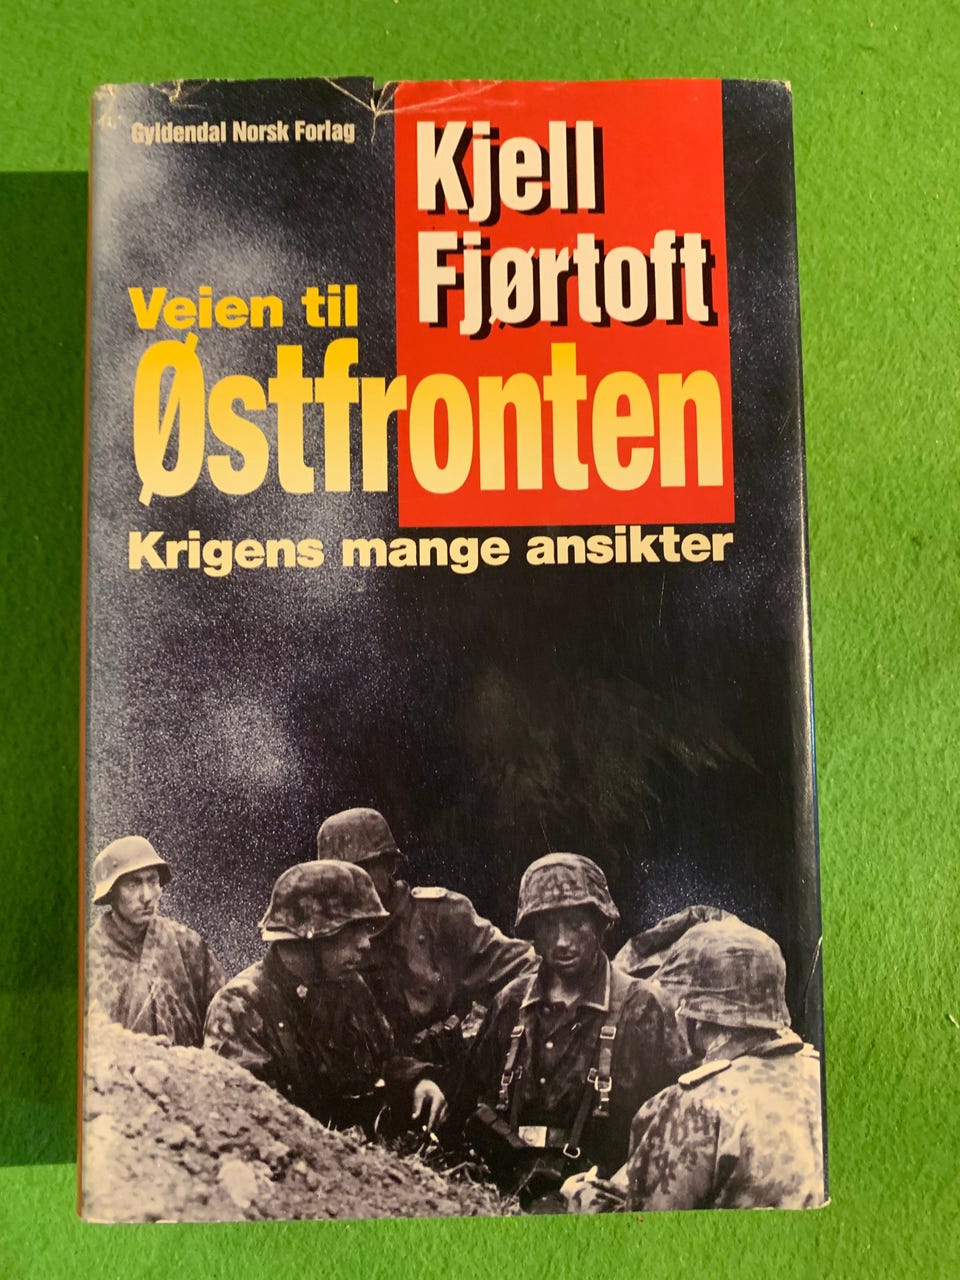 Gyldendal Norsk Forlag
Kjell
Fjørtoft
Veien til
Østfronten
Krigens mange ansikter